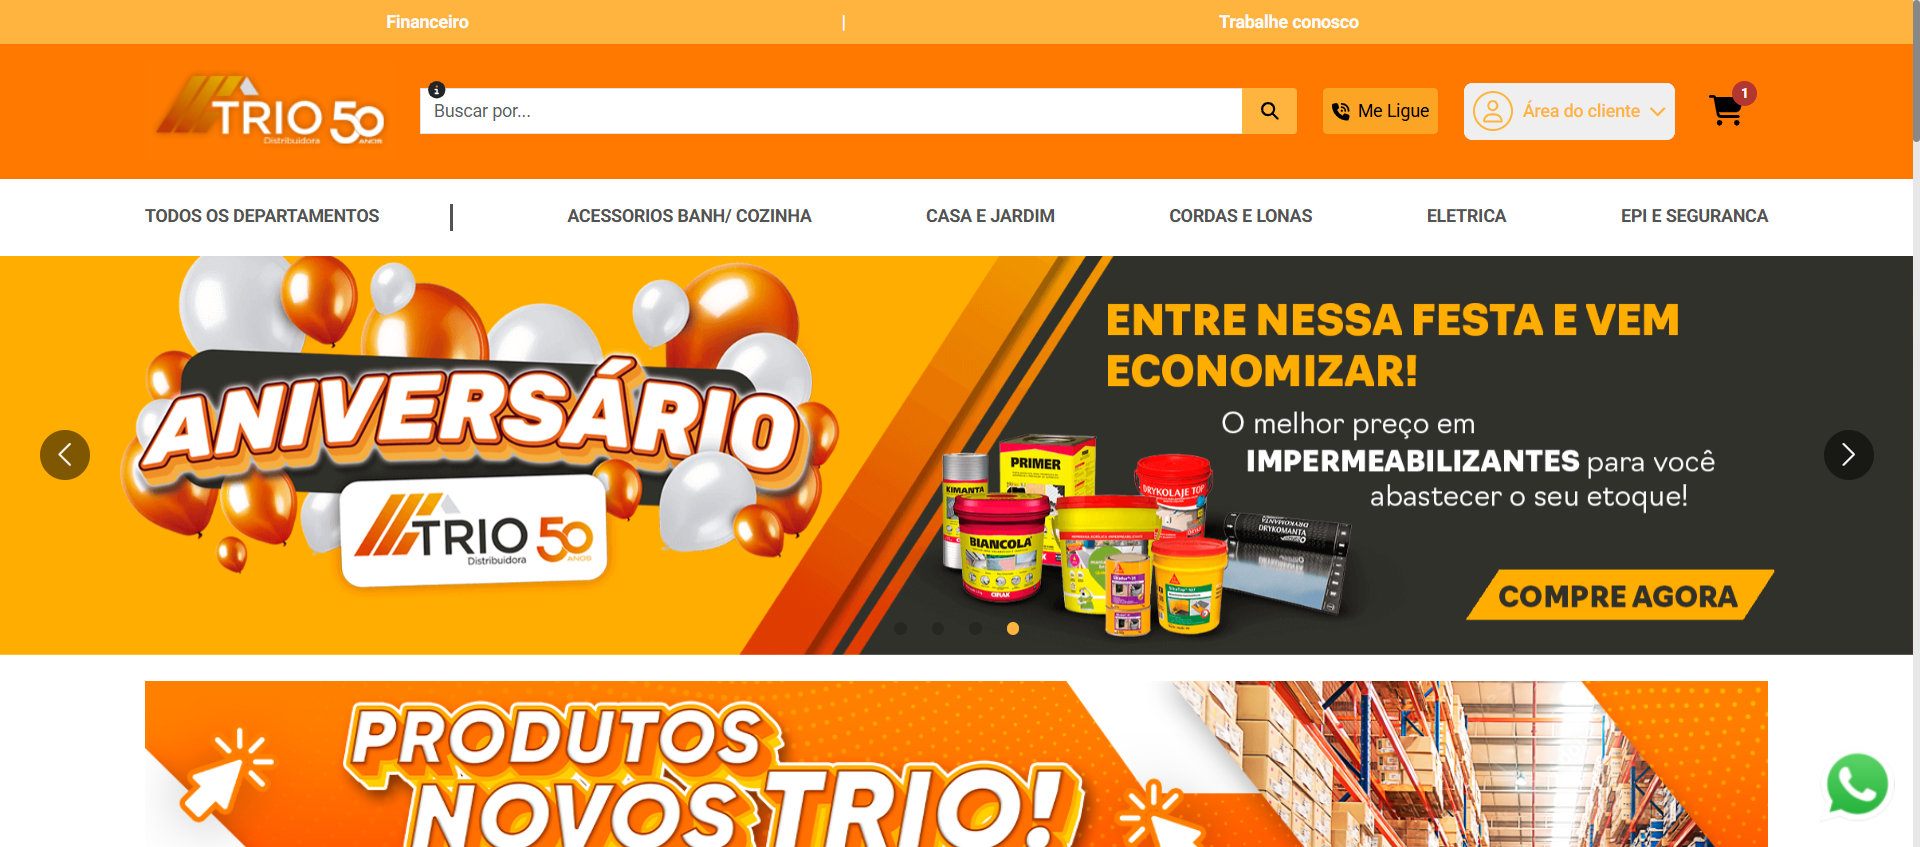 Financeiro | Trabalhe conosco
TRIO 50
Distribuidora ANOS
Buscar por...
Me Ligue
Área do cliente
1
TODOS OS DEPARTAMENTOS | ACESSORIOS BANH/ COZINHA CASA E JARDIM CORDAS E LONAS ELETRICA EPI E SEGURANCA
ANIVERSÁRIO
TRIO 50
Distribuidora ANOS
ENTRE NESSA FESTA E VEM
ECONOMIZAR!
O melhor preço em
IMPERMEABILIZANTES para você
abastecer o seu etoque!
PRIMER
KIMANTA
DRYKOLAJE TOP
BIANCOLA
CIPLAK
DRYKOMANTA
COMPRE AGORA
PRODUTOS
NOVOS TRIO!